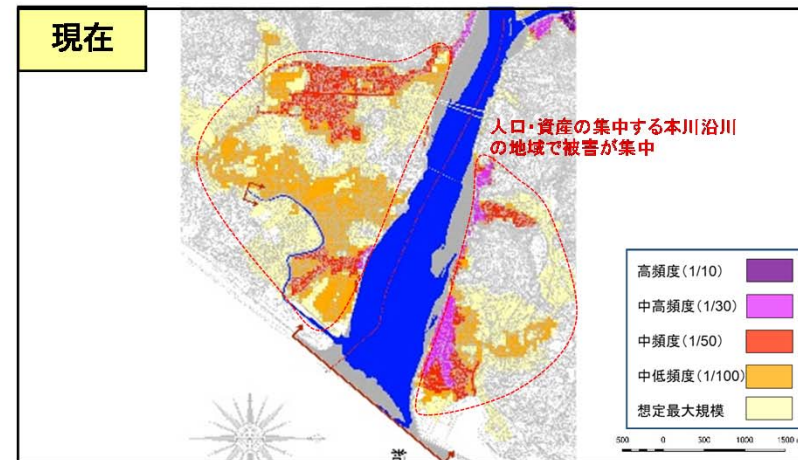 現在
人口・資産の集中する本川沿川
の地域で被害が集中
高頻度(1/10)
中高頻度(1/30)
中頻度(1/50)
中低頻度(1/100)
想定最大規模
500 0 500 1000 1500